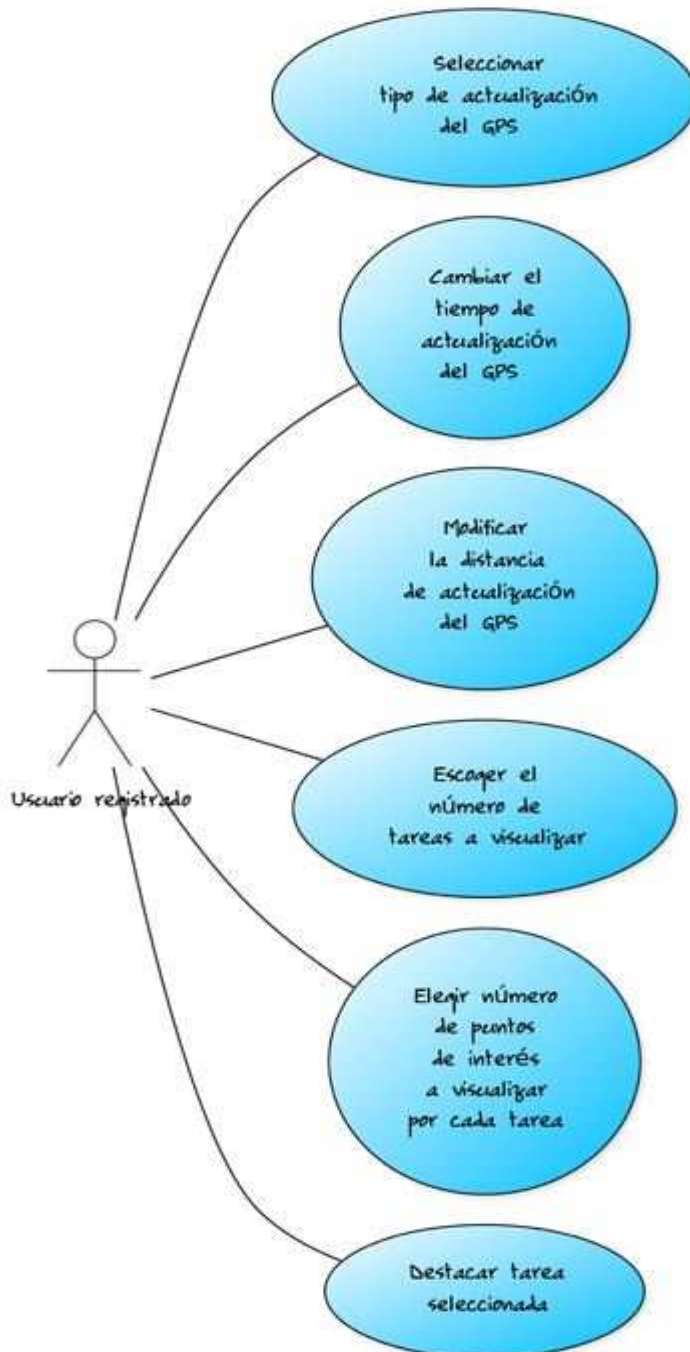 Seleccionar
tipo de actualización
del GPS
Cambiar el
tiempo de
actualización
del GPS
Modificar
la distancia
de actualización
del GPS
Usuario registrado
Escoger el
número de
tareas a visualizar
Elegir número
de puntos
de interés
a visualizar
por cada tarea
Destacar tarea
seleccionada